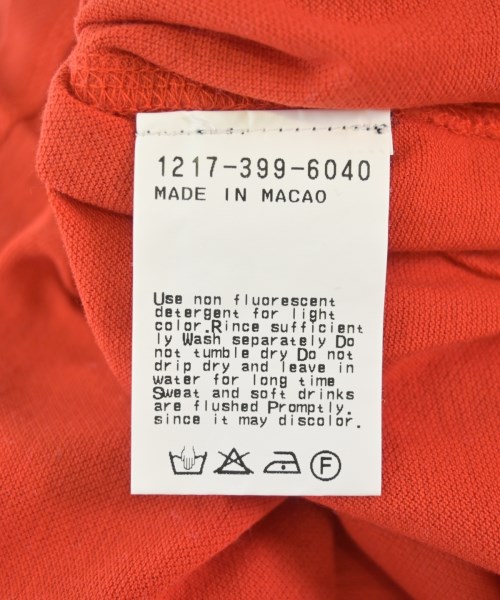 1217-399-6040
MADE IN MACAO
Use non fluorescent
detergent for light
color.Rince sufficient
ly Wash separately Do
not tumble dry Do not
drip dry and leave in
water for long time
Sweat and soft drinks
are flushed Promptly.
since it may discolor.
F